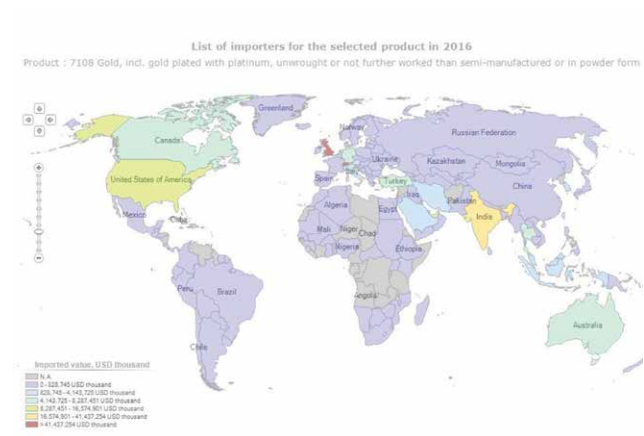 List of importers for the selected product in 2016
Product : 7108 Gold, incl. gold plated with platinum, unwrought or not further worked than semi-manufactured or in powder form
Greenland
Norway
Russian Federation
Canada
Ukraine
Kazakhstan
Mongolia
Spain
Italy
Turkey
China
United States of America
Iraq
Pakistan
Algeria
Egypt
India
Mexico
Cuba
Mali
Niger
Chad
Nigeria
Ethiopia
Peru
Brazil
Angola
Australia
Chile
Imported value, USD thousand
N.A.
0 - 828,745 USD thousand
828,745 - 4,143,725 USD thousand
4,143,725 - 8,287,451 USD thousand
8,287,451 - 16,574,901 USD thousand
16,574,901 - 41,437,254 USD thousand
> 41,437,254 USD thousand